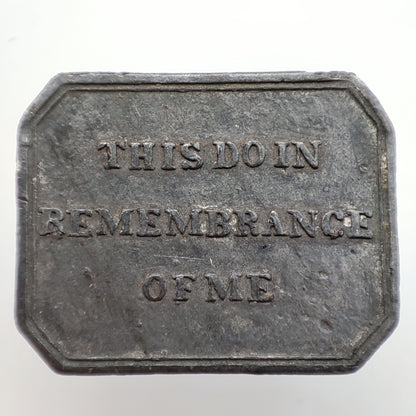 THIS DO IN
REMEMBRANCE
OF ME